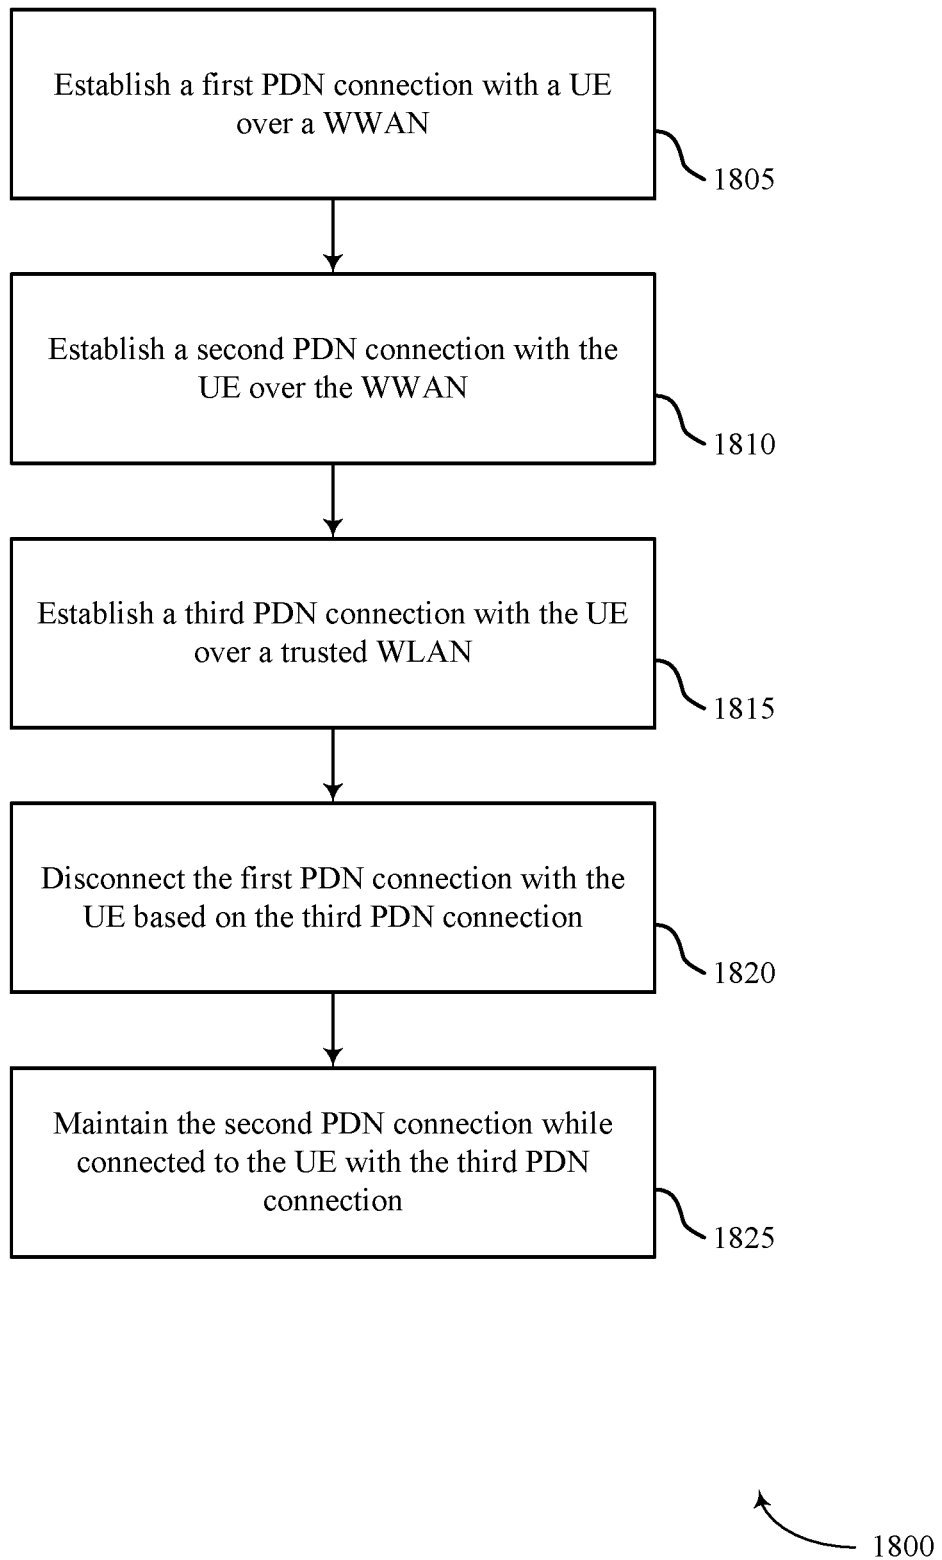 Establish a first PDN connection with a UE
over a WWAN
1805
Establish a second PDN connection with the
UE over the WWAN
1810
Establish a third PDN connection with the UE
over a trusted WLAN
1815
Disconnect the first PDN connection with the
UE based on the third PDN connection
1820
Maintain the second PDN connection while
connected to the UE with the third PDN
connection
1825
1800